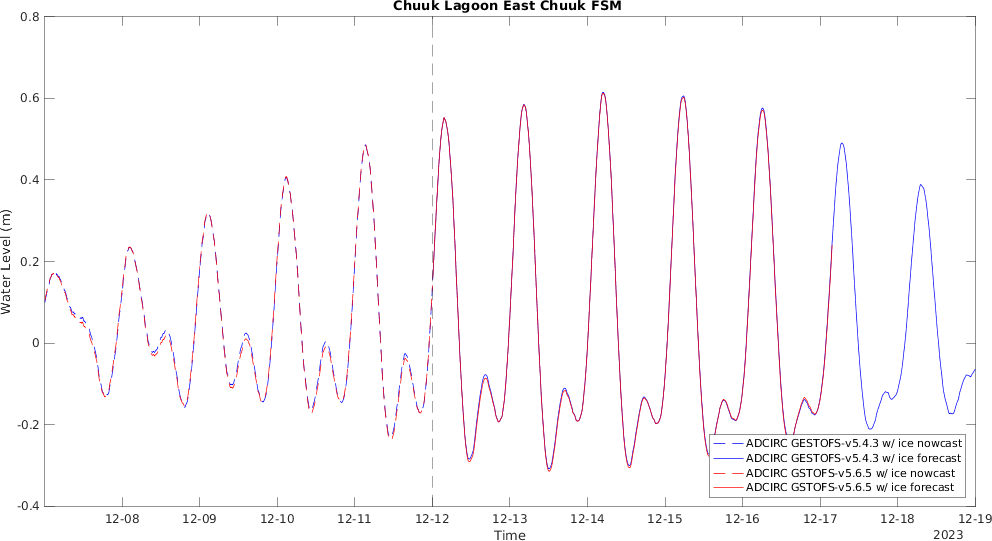 Chuuk Lagoon East Chuuk FSM
0.8
0.6
0.4
0.2
0
-0.2
-0.4
Water Level (m)
ADCIRC GESTOFS-v5.4.3 w/ ice nowcast
ADCIRC GESTOFS-v5.4.3 w/ ice forecast
ADCIRC GSTOFS-v5.6.5 w/ ice nowcast
ADCIRC GSTOFS-v5.6.5 w/ ice forecast
12-08 12-09 12-10 12-11 12-12 12-13 12-14 12-15 12-16 12-17 12-18 12-19
Time
2023